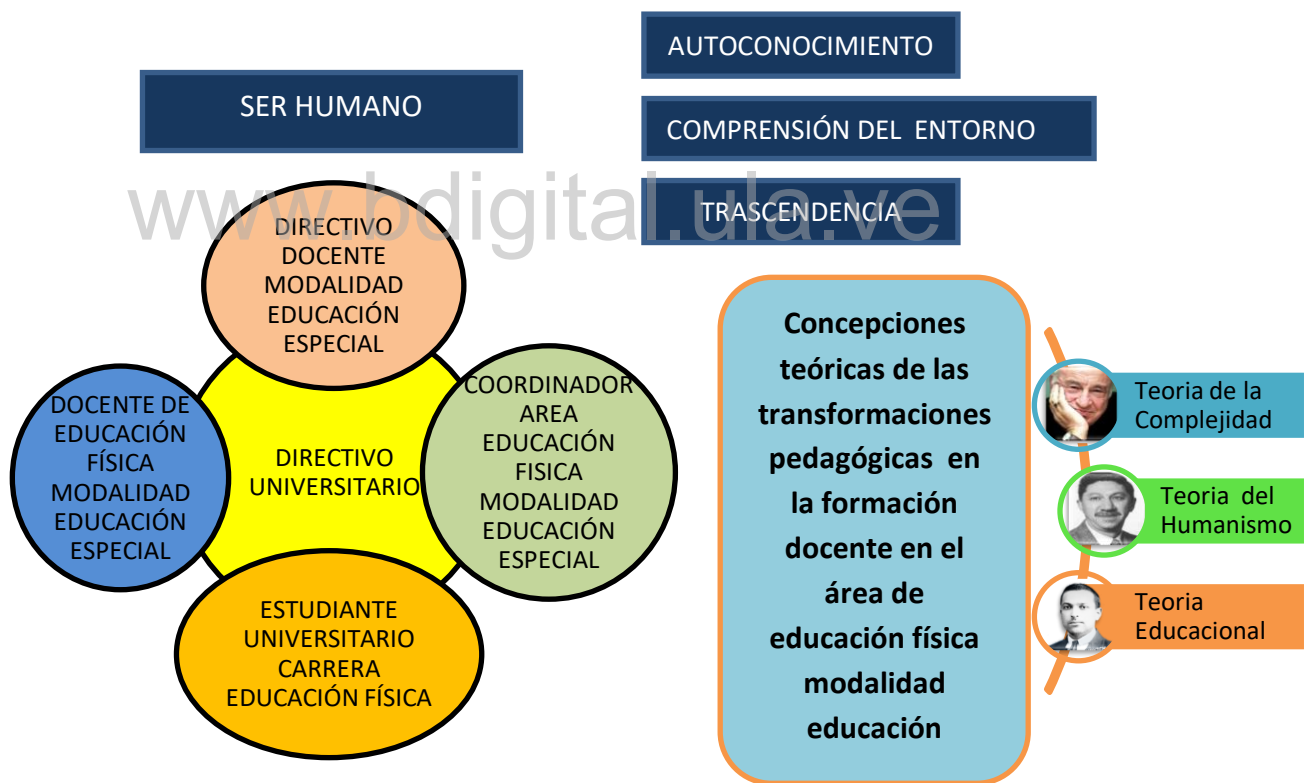 SER HUMANO
AUTOCONOCIMIENTO
COMPRENSIÓN DEL ENTORNO
TRASCENDENCIA
www.bdigital.ula.ve
DIRECTIVO
DOCENTE
MODALIDAD
EDUCACIÓN
ESPECIAL
DOCENTE DE
EDUCACIÓN
FÍSICA
MODALIDAD
EDUCACIÓN
ESPECIAL
DIRECTIVO
UNIVERSITARIO
COORDINADOR
AREA
EDUCACIÓN
FISICA
MODALIDAD
EDUCACIÓN
ESPECIAL
ESTUDIANTE
UNIVERSITARIO
CARRERA
EDUCACIÓN FÍSICA
Concepciones
teóricas de las
transformaciones
pedagógicas en
la formación
docente en el
área de
educación física
modalidad
educación
Teoria de la
Complejidad
Teoria del
Humanismo
Teoria
Educacional